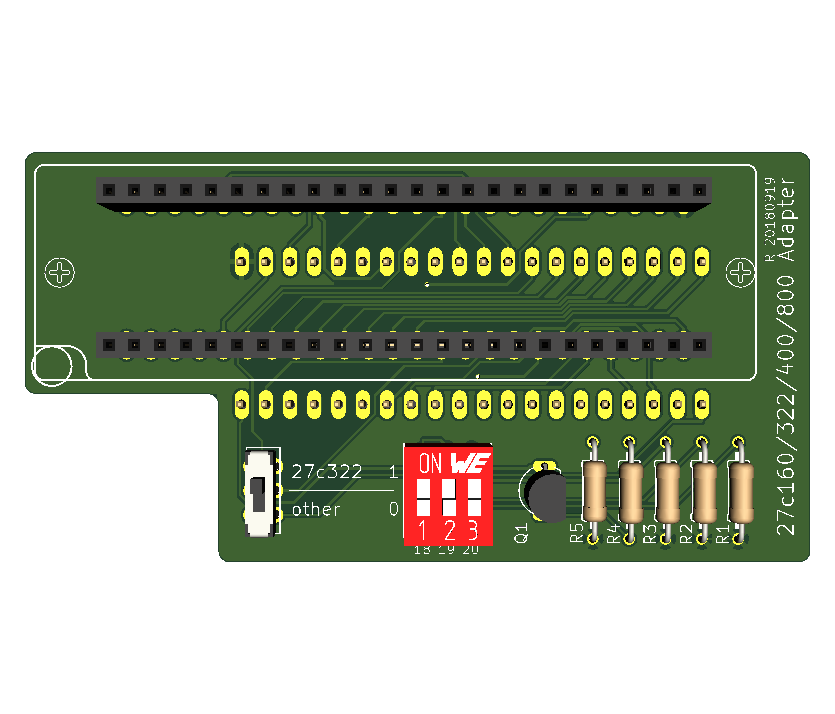 R 20180919
27c160/322/400/800 Adapter
27c322 1
other 0
ON WE
1 2 3
18 19 20
Q1
R5
R4
R3
R2
R1